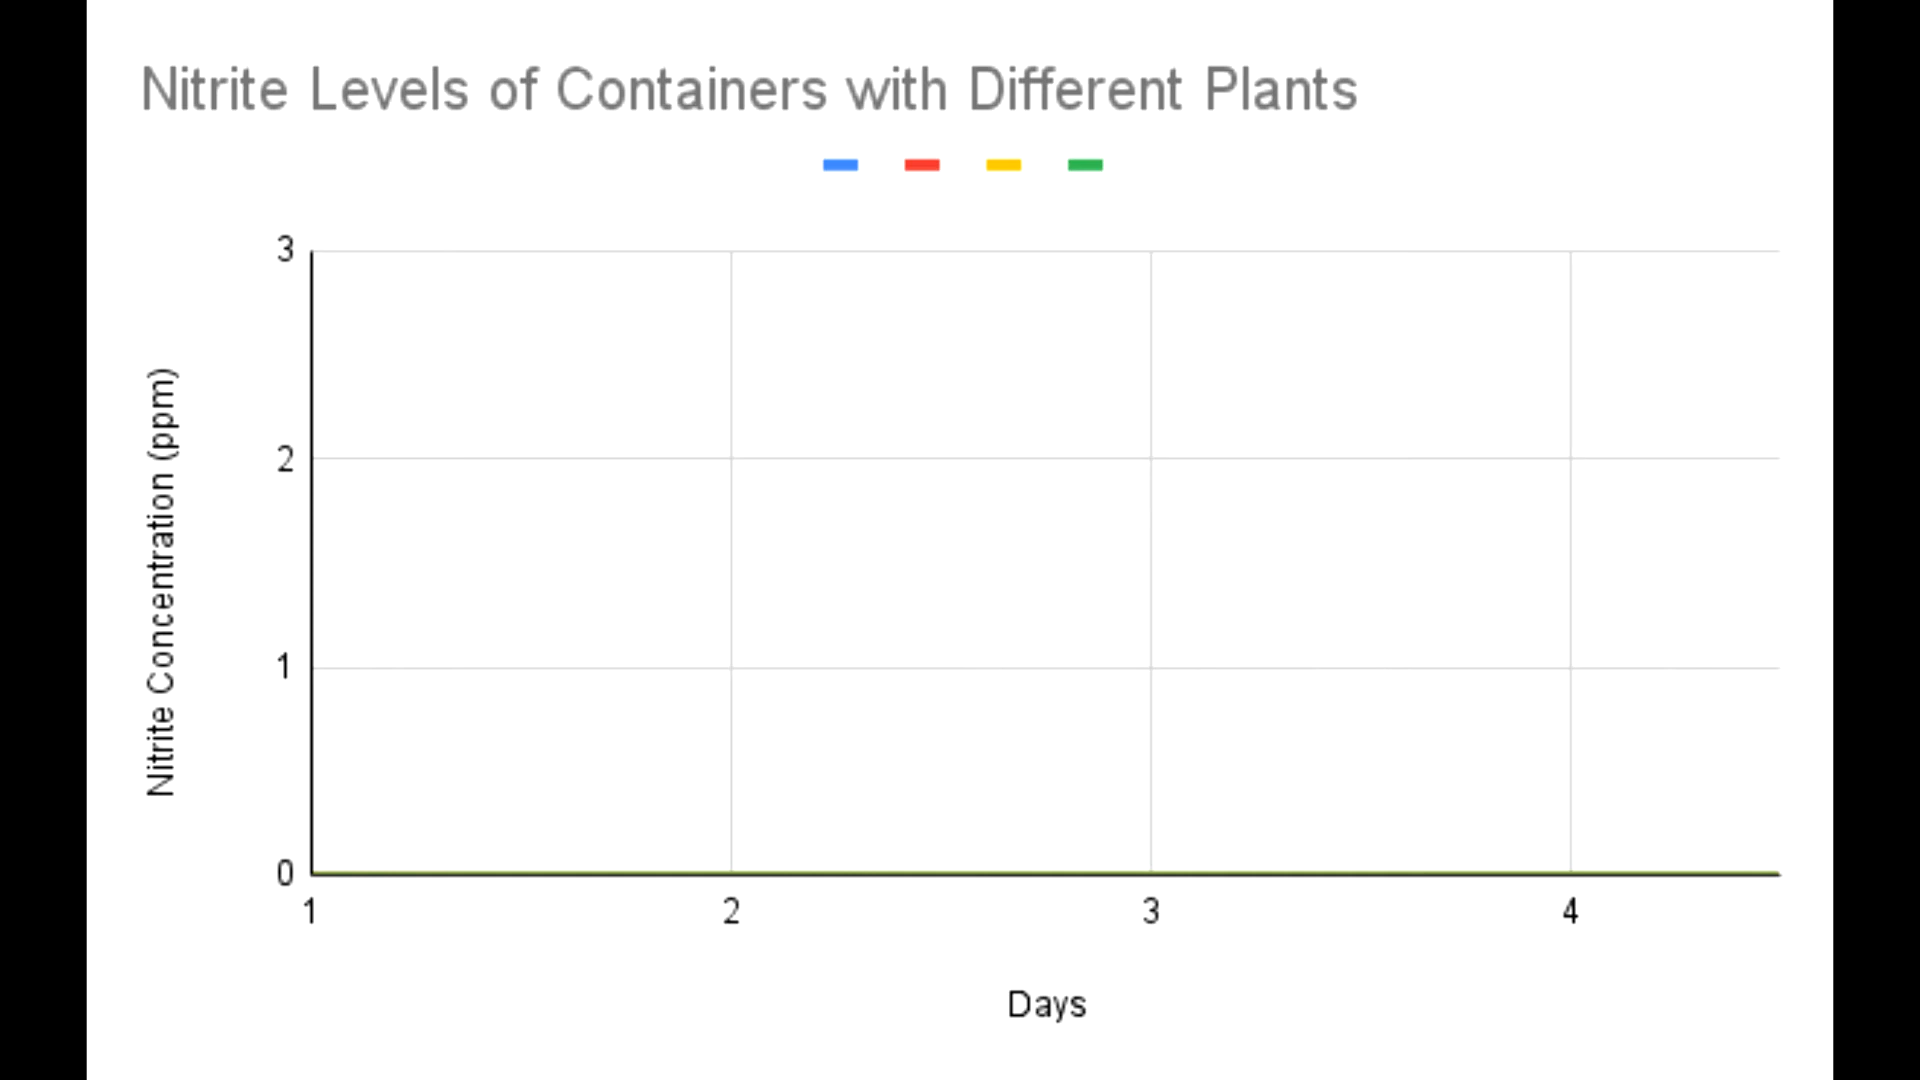 Nitrite Levels of Containers with Different Plants
3
2
1
0
Nitrite Concentration (ppm)
1 2 3 4
Days